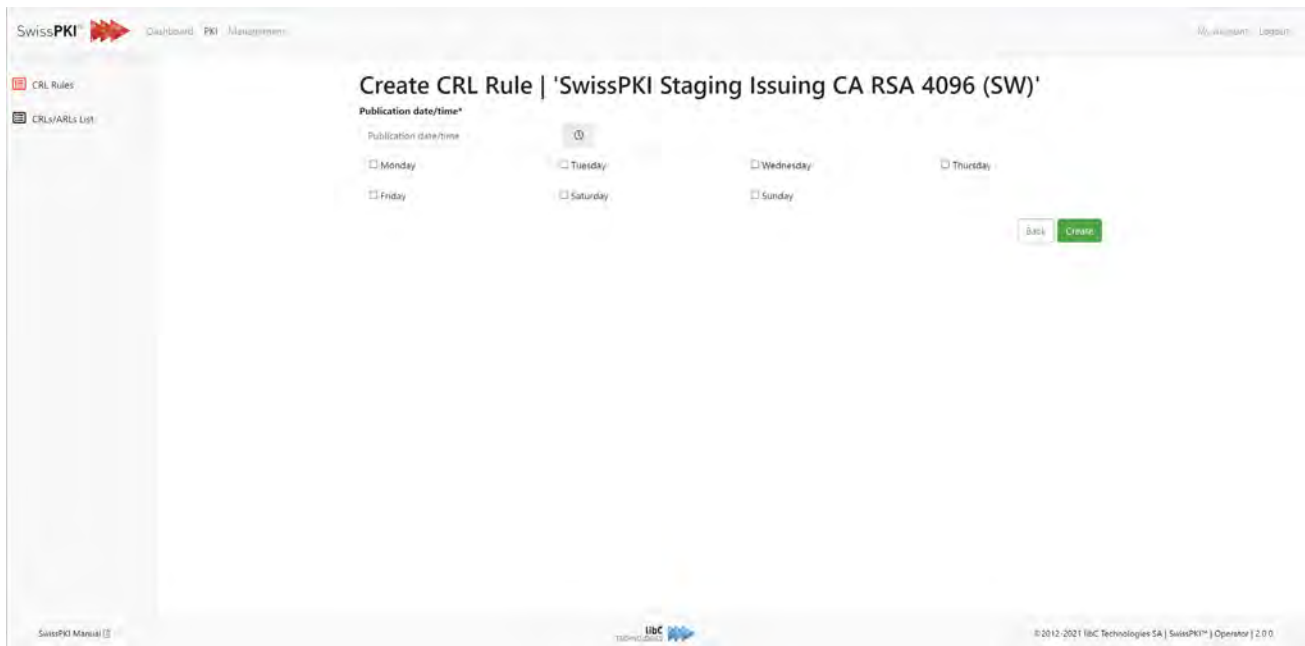 SwissPKI™ Dashboard PKI Management My Account Logout
CRL Rules
CRLs/ARLs List
Create CRL Rule | 'SwissPKI Staging Issuing CA RSA 4096 (SW)'
Publication date/time*
Publication date/time
Monday Tuesday Wednesday Thursday
Friday Saturday Sunday
Back Create
SwissPKI Manual
libC
TECHNOLOGIES
© 2012-2021 libC Technologies SA | SwissPKI™ | Operator | 2.0.0